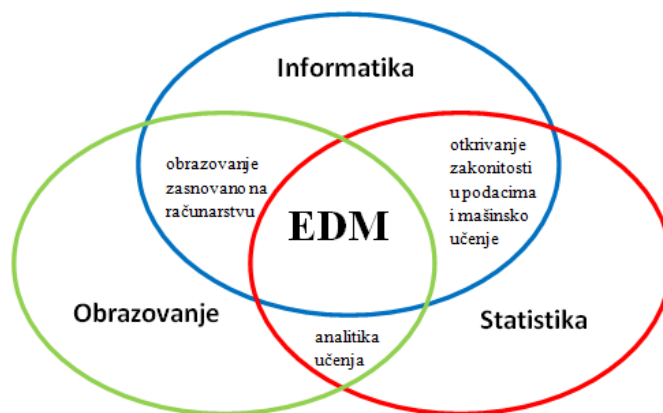 Informatika
obrazovanje
zasnovano na
računarstvu
otkrivanje
zakonitosti
u podacima
i mašinsko
učenje
EDM
Obrazovanje
Statistika
analitika
učenja